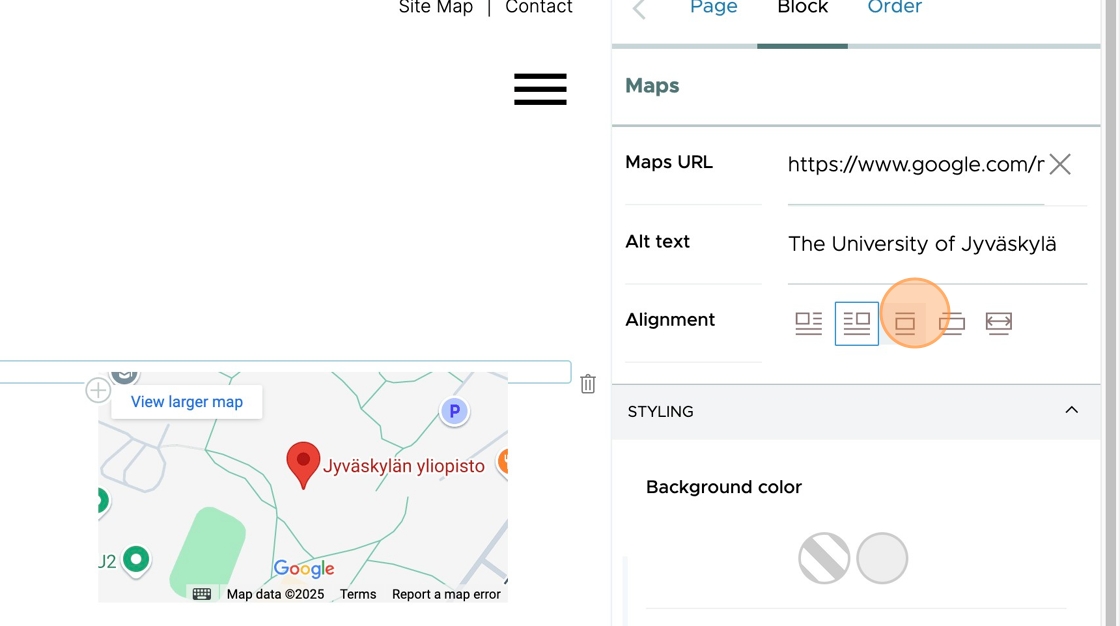 Site Map | Contact
Page Block Order
Maps
Maps URL https://www.google.com/r
Alt text The University of Jyväskylä
Alignment
View larger map
P
STYLING
Jyväskylän yliopisto
Background color
J2
Google
Map data ©2025 Terms Report a map error